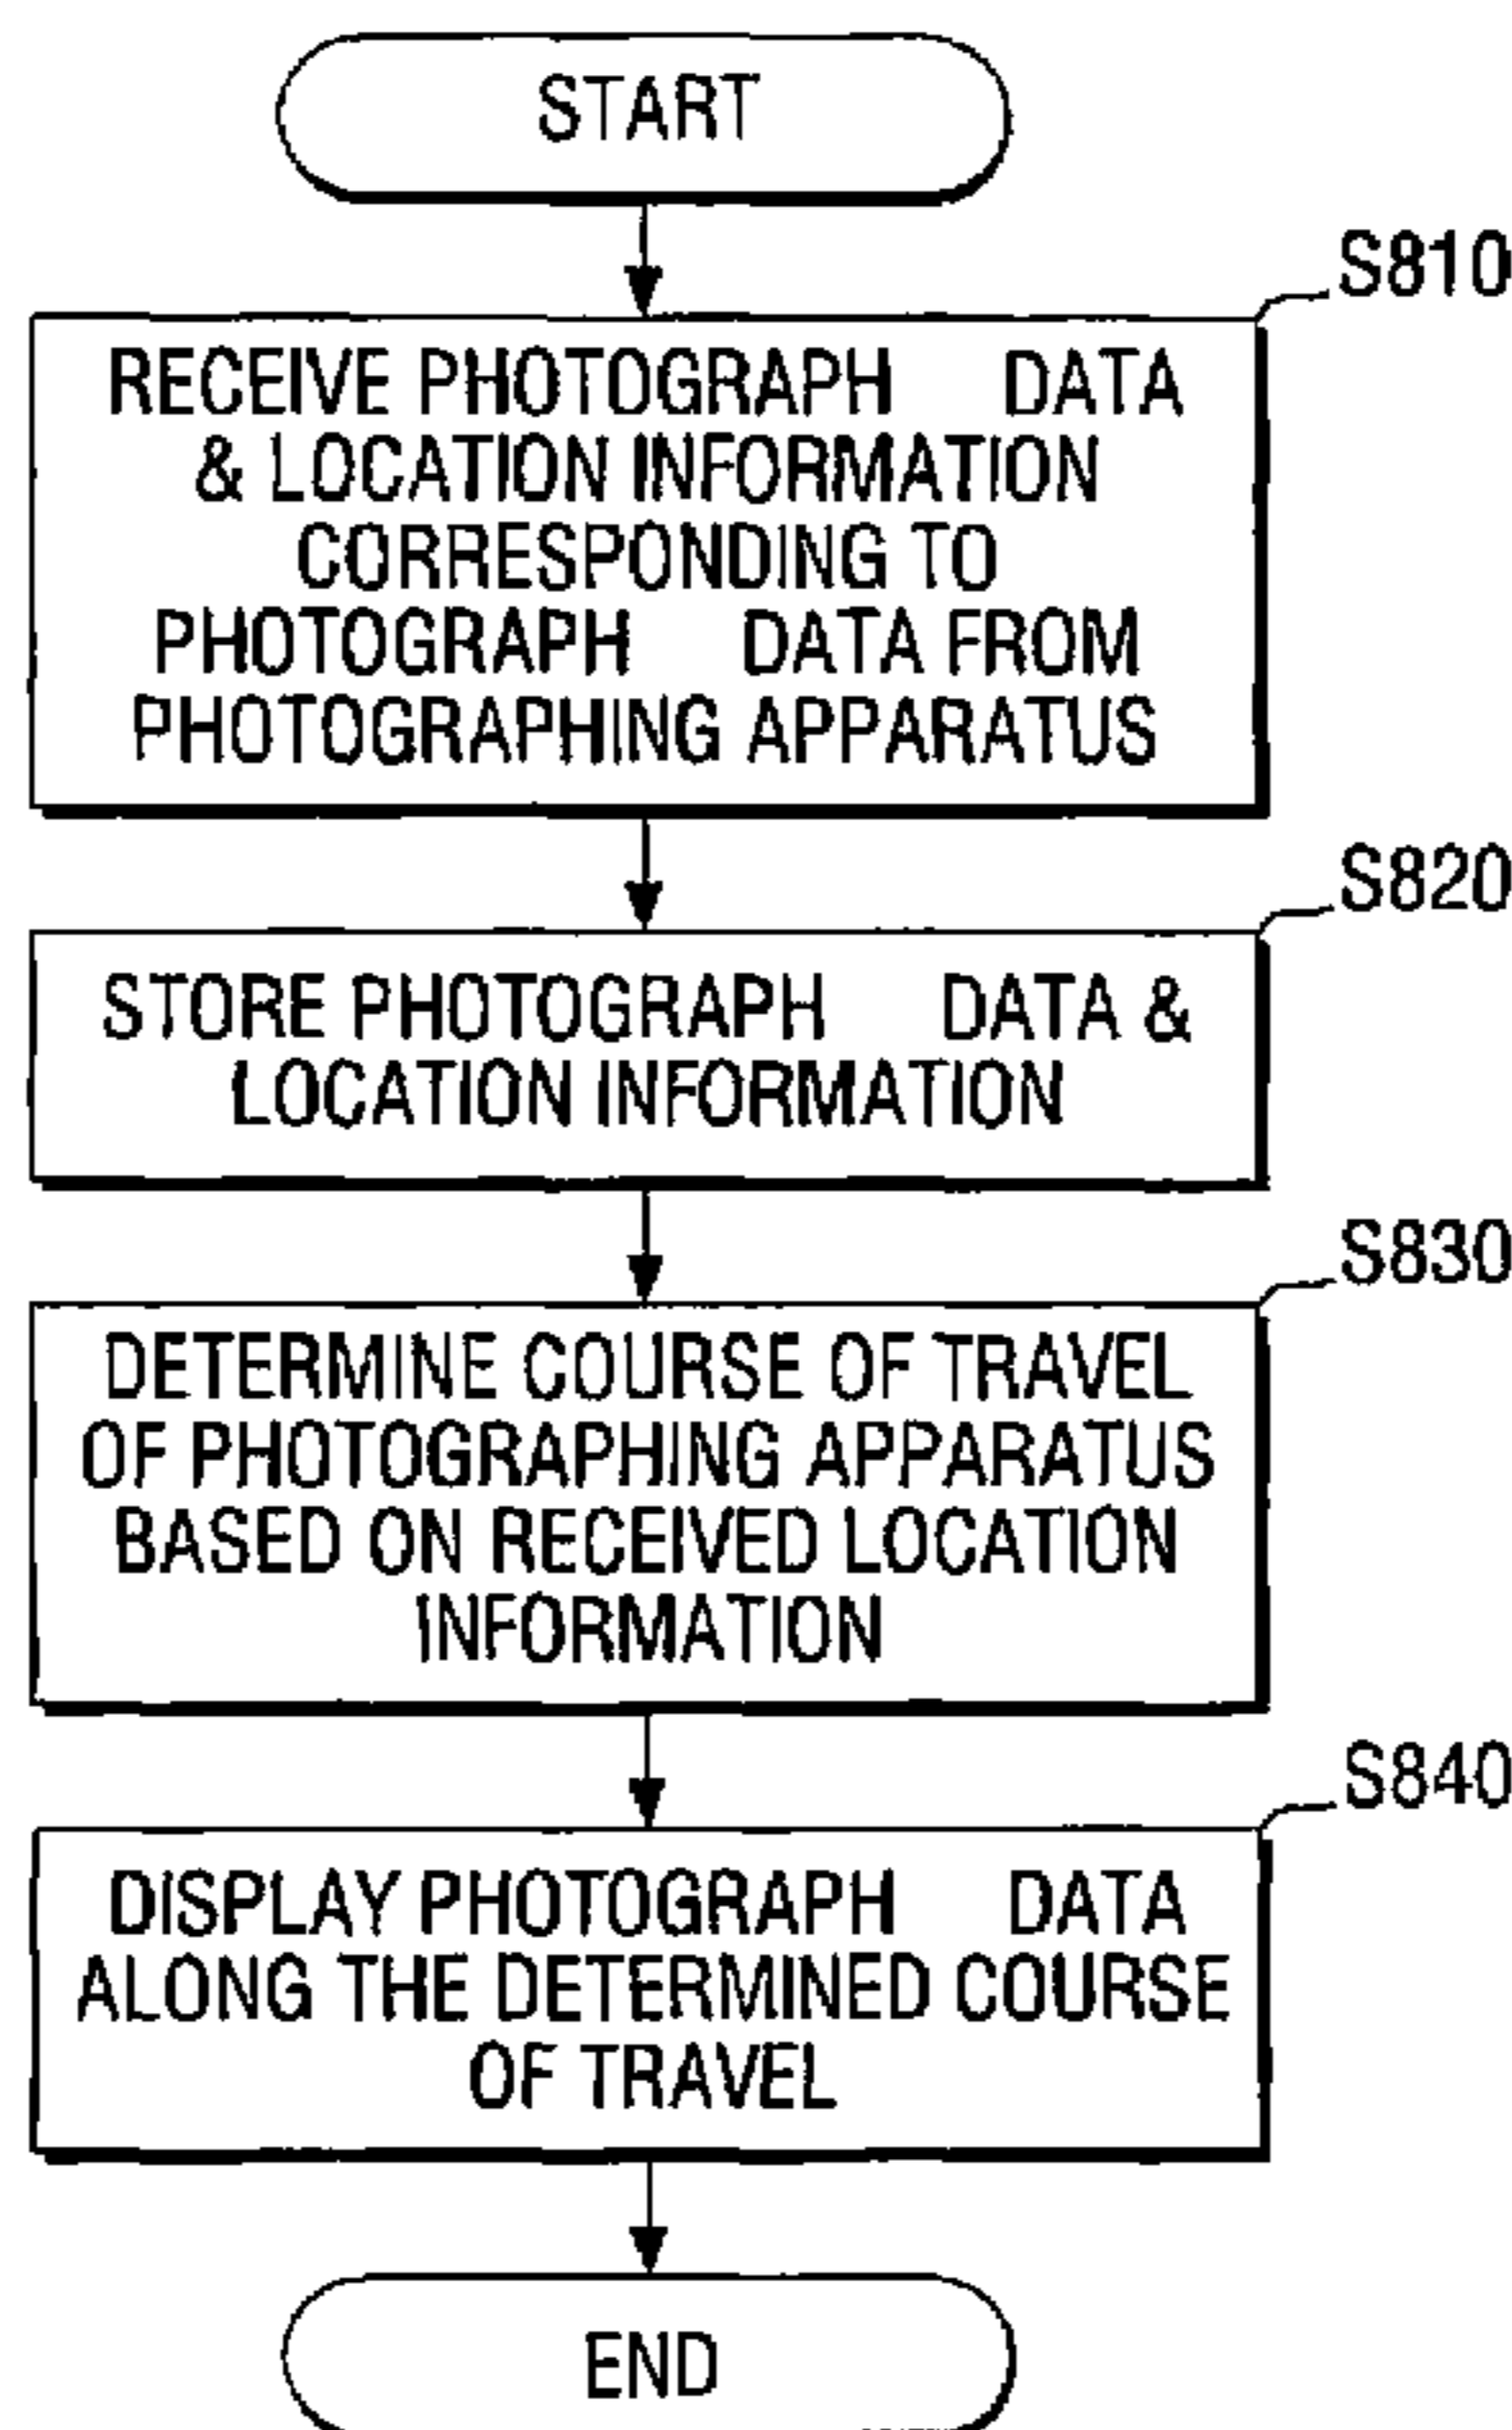 START
S810
RECEIVE PHOTOGRAPH DATA
& LOCATION INFORMATION
CORRESPONDING TO
PHOTOGRAPH DATA FROM
PHOTOGRAPHING APPARATUS
S820
STORE PHOTOGRAPH DATA &
LOCATION INFORMATION
S830
DETERMINE COURSE OF TRAVEL
OF PHOTOGRAPHING APPARATUS
BASED ON RECEIVED LOCATION
INFORMATION
S840
DISPLAY PHOTOGRAPH DATA
ALONG THE DETERMINED COURSE
OF TRAVEL
END